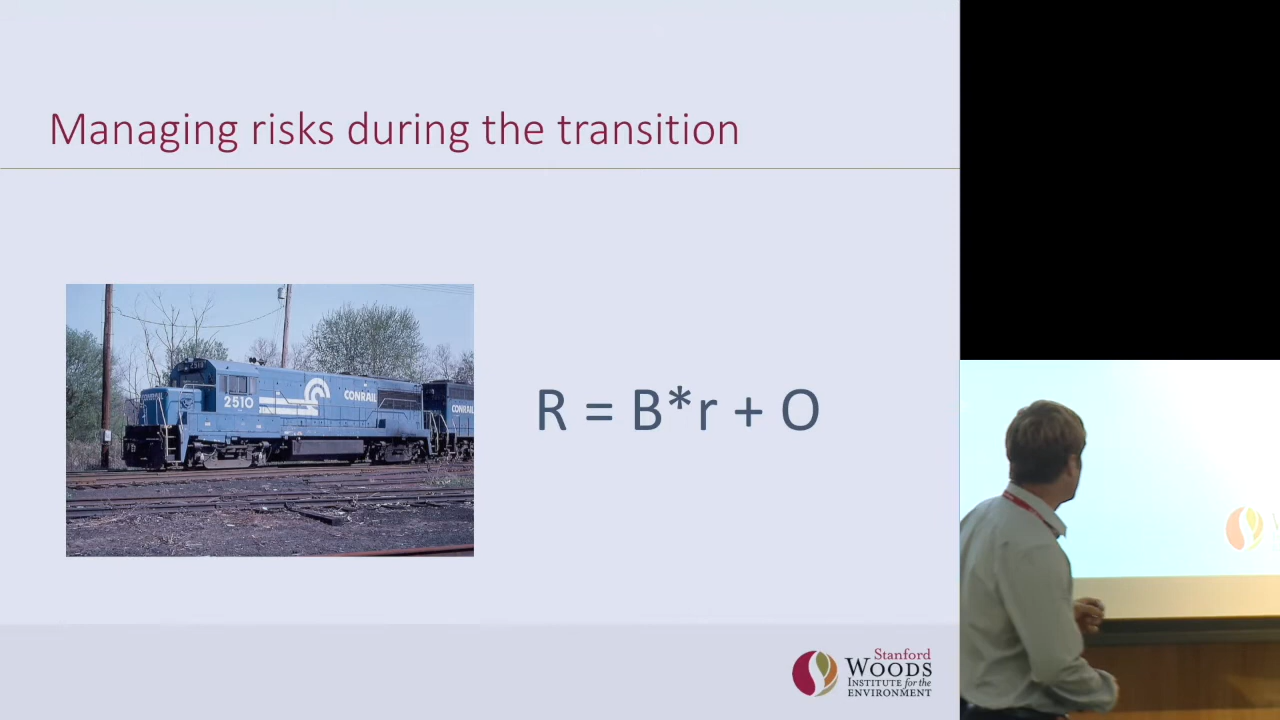 Managing risks during the transition
2510
CONRAIL
CONRAIL
CONRAIL
R = B*r + O
Stanford
WOODS
INSTITUTE for the
ENVIRONMENT